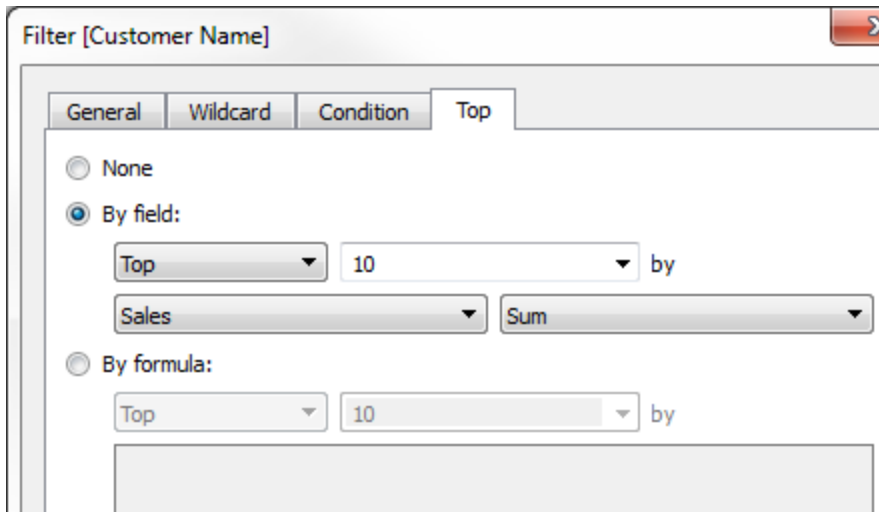 Filter [Customer Name]
General Wildcard Condition Top
None
By field:
Top 10 by
Sales Sum
By formula:
Top 10 by